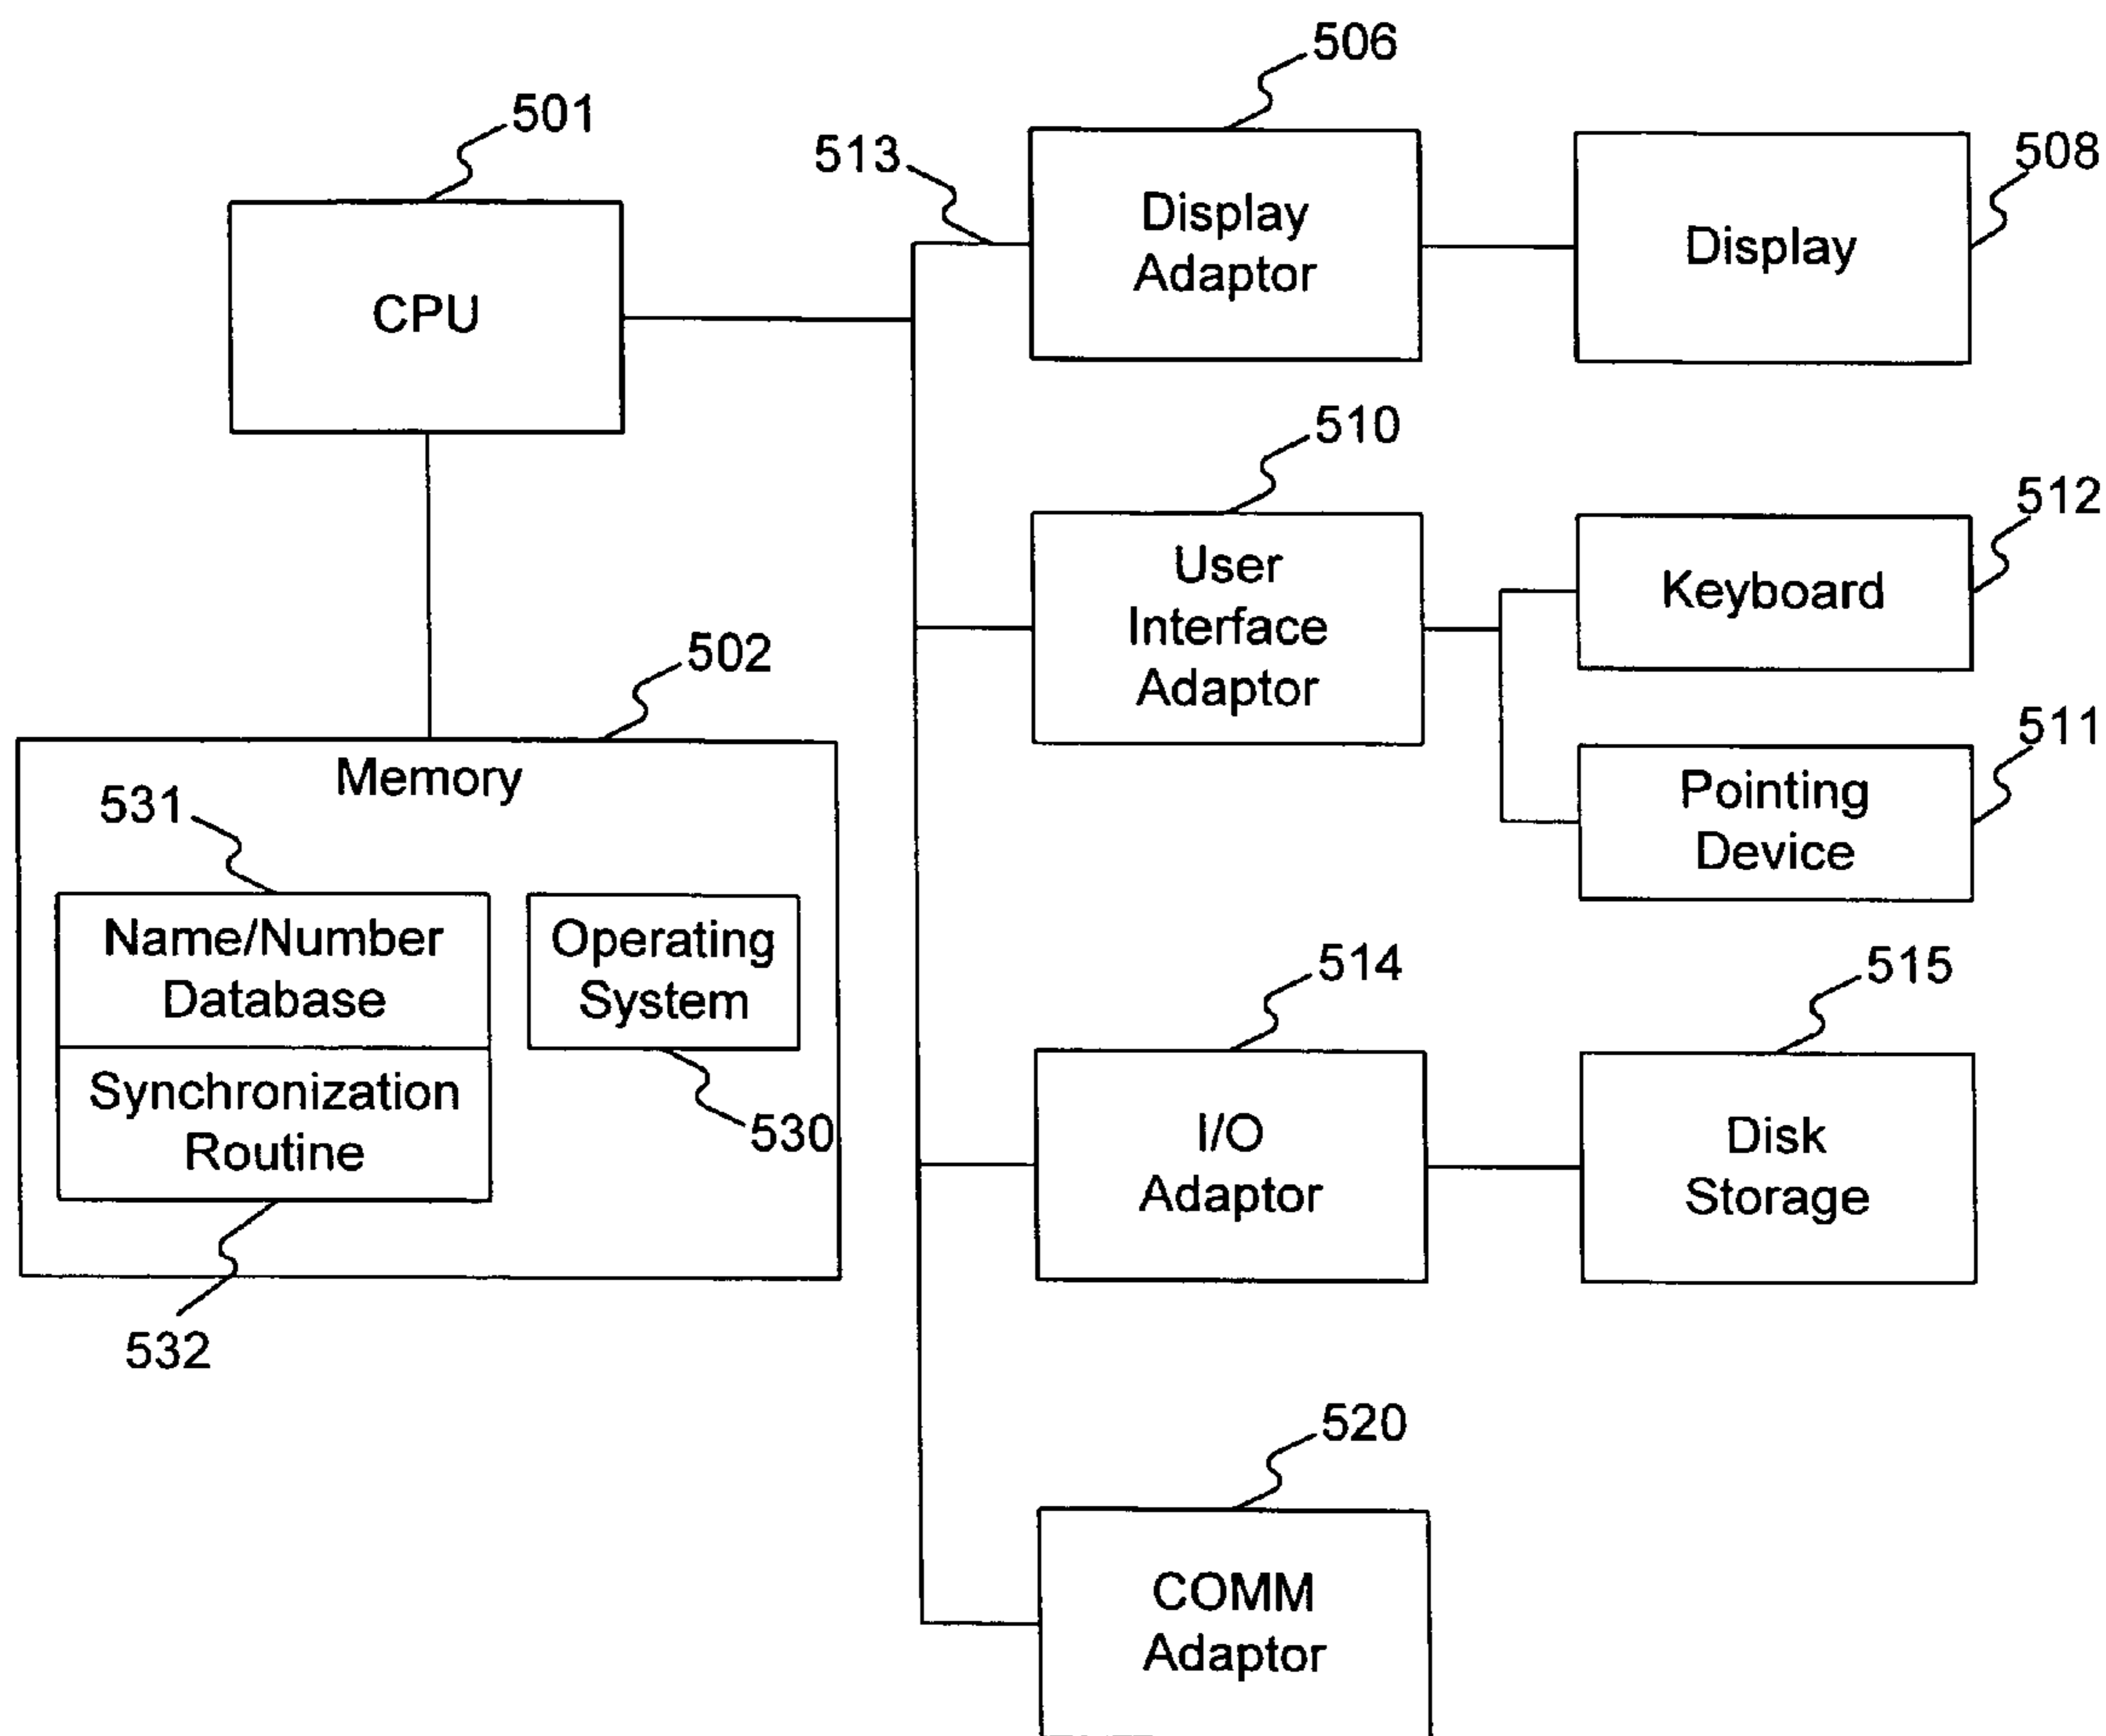 506
501
513
508
Display
Adaptor
Display
CPU
510
512
User
Interface
Adaptor
Keyboard
502
511
Memory
531
Pointing
Device
Name/Number
Database
Operating
System
514
515
Synchronization
Routine
530
I/O
Adaptor
Disk
Storage
532
520
COMM
Adaptor